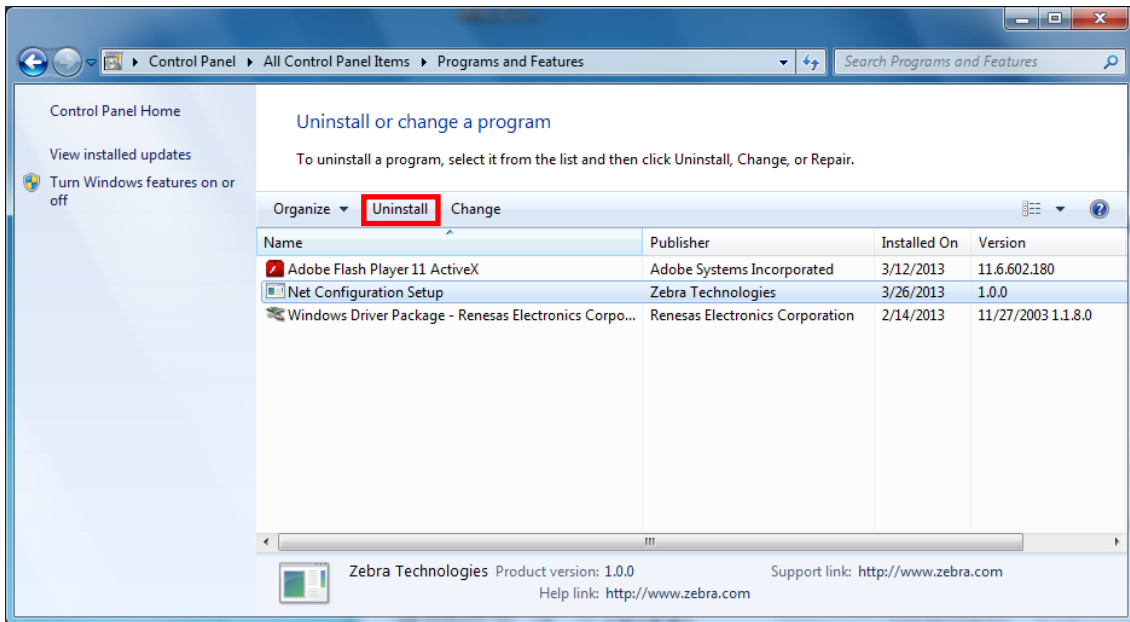 Control Panel All Control Panel Items Programs and Features Search Programs and Features
Control Panel Home
View installed updates
Turn Windows features on or
off
Uninstall or change a program
To uninstall a program, select it from the list and then click Uninstall, Change, or Repair.
Organize Uninstall Change
Name Publisher Installed On Version
Adobe Flash Player 11 ActiveX Adobe Systems Incorporated 3/12/2013 11.6.602.180
Net Configuration Setup Zebra Technologies 3/26/2013 1.0.0
Windows Driver Package - Renesas Electronics Corpo... Renesas Electronics Corporation 2/14/2013 11/27/2003 1.1.8.0
Zebra Technologies Product version: 1.0.0 Support link: http://www.zebra.com
Help link: http://www.zebra.com